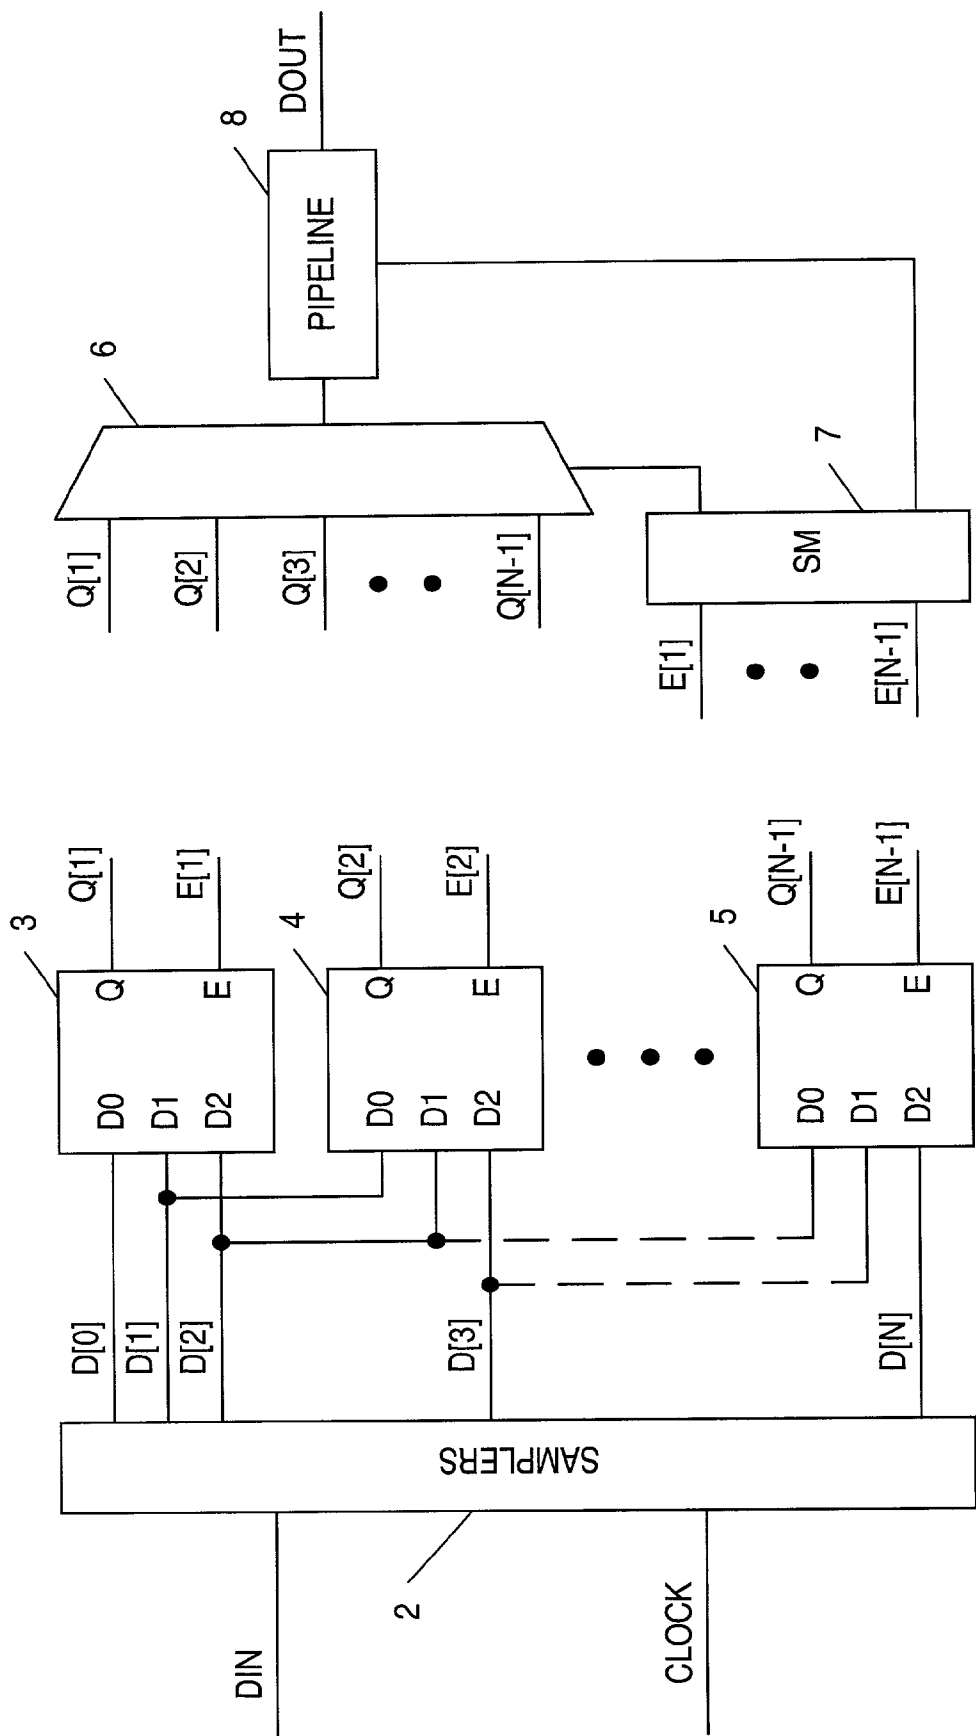 DIN
CLOCK
2
SAMPLERS
D[0]
D[1]
D[2]
D[3]
D[N]
3
D0
D1
D2
Q
E
Q[1]
E[1]
4
D0
D1
D2
Q
E
Q[2]
E[2]
5
D0
D1
D2
Q
E
Q[N-1]
E[N-1]
Q[1]
Q[2]
Q[3]
Q[N-1]
6
E[1]
E[N-1]
SM
7
PIPELINE
8
DOUT